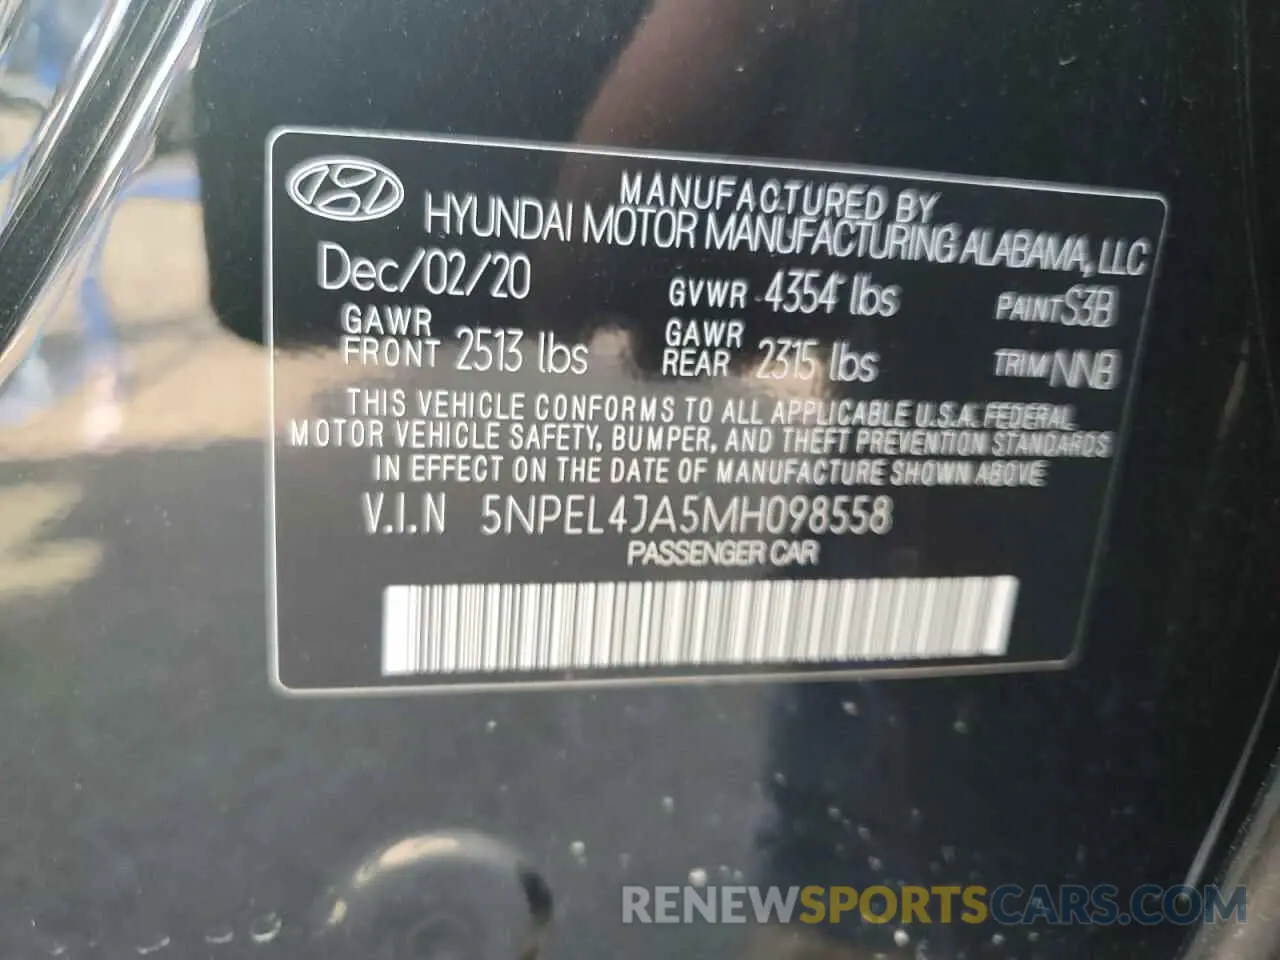 MANUFACTURED BY
HYUNDAI MOTOR MANUFACTURING ALABAMA, LLC
Dec/02/20 GVWR 4354 lbs PAINT S3B
GAWR FRONT 2513 lbs GAWR REAR 2315 lbs TRIM NNB
THIS VEHICLE CONFORMS TO ALL APPLICABLE U.S.A. FEDERAL
MOTOR VEHICLE SAFETY, BUMPER, AND THEFT PREVENTION STANDARDS
IN EFFECT ON THE DATE OF MANUFACTURE SHOWN ABOVE
V.I.N 5NPEL4JA5MH098558
PASSENGER CAR
RENEWSPORTSCARS.COM